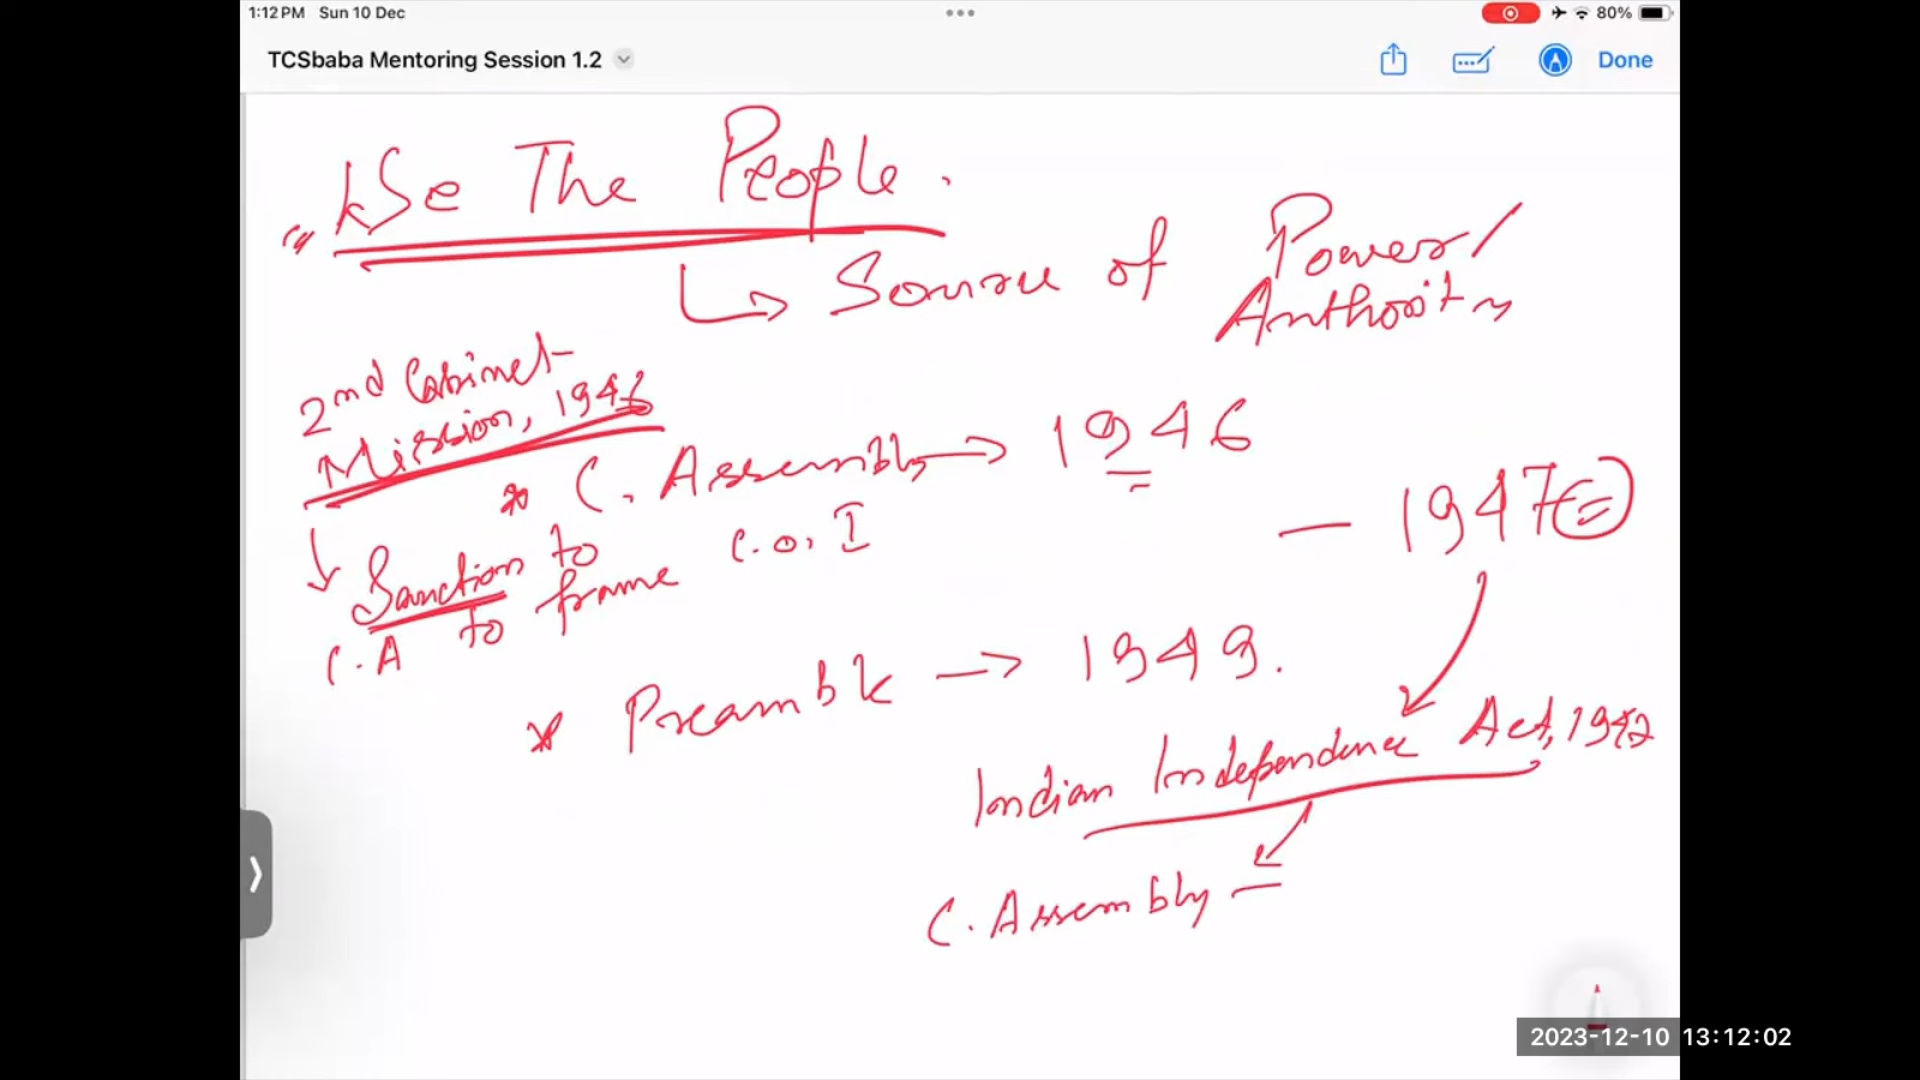 1:12 PM Sun 10 Dec
80%
TCSbaba Mentoring Session 1.2
Done
"We The People.
Source of Power/
Authority
2nd Cabinet
Mission, 1946
* C. Assembly → 1946
— 1947
↓ Sanction to
C.A to frame C.O.I
* Preamble → 1949.
Indian Independence Act, 1947
C. Assembly —
2023-12-10 13:12:02